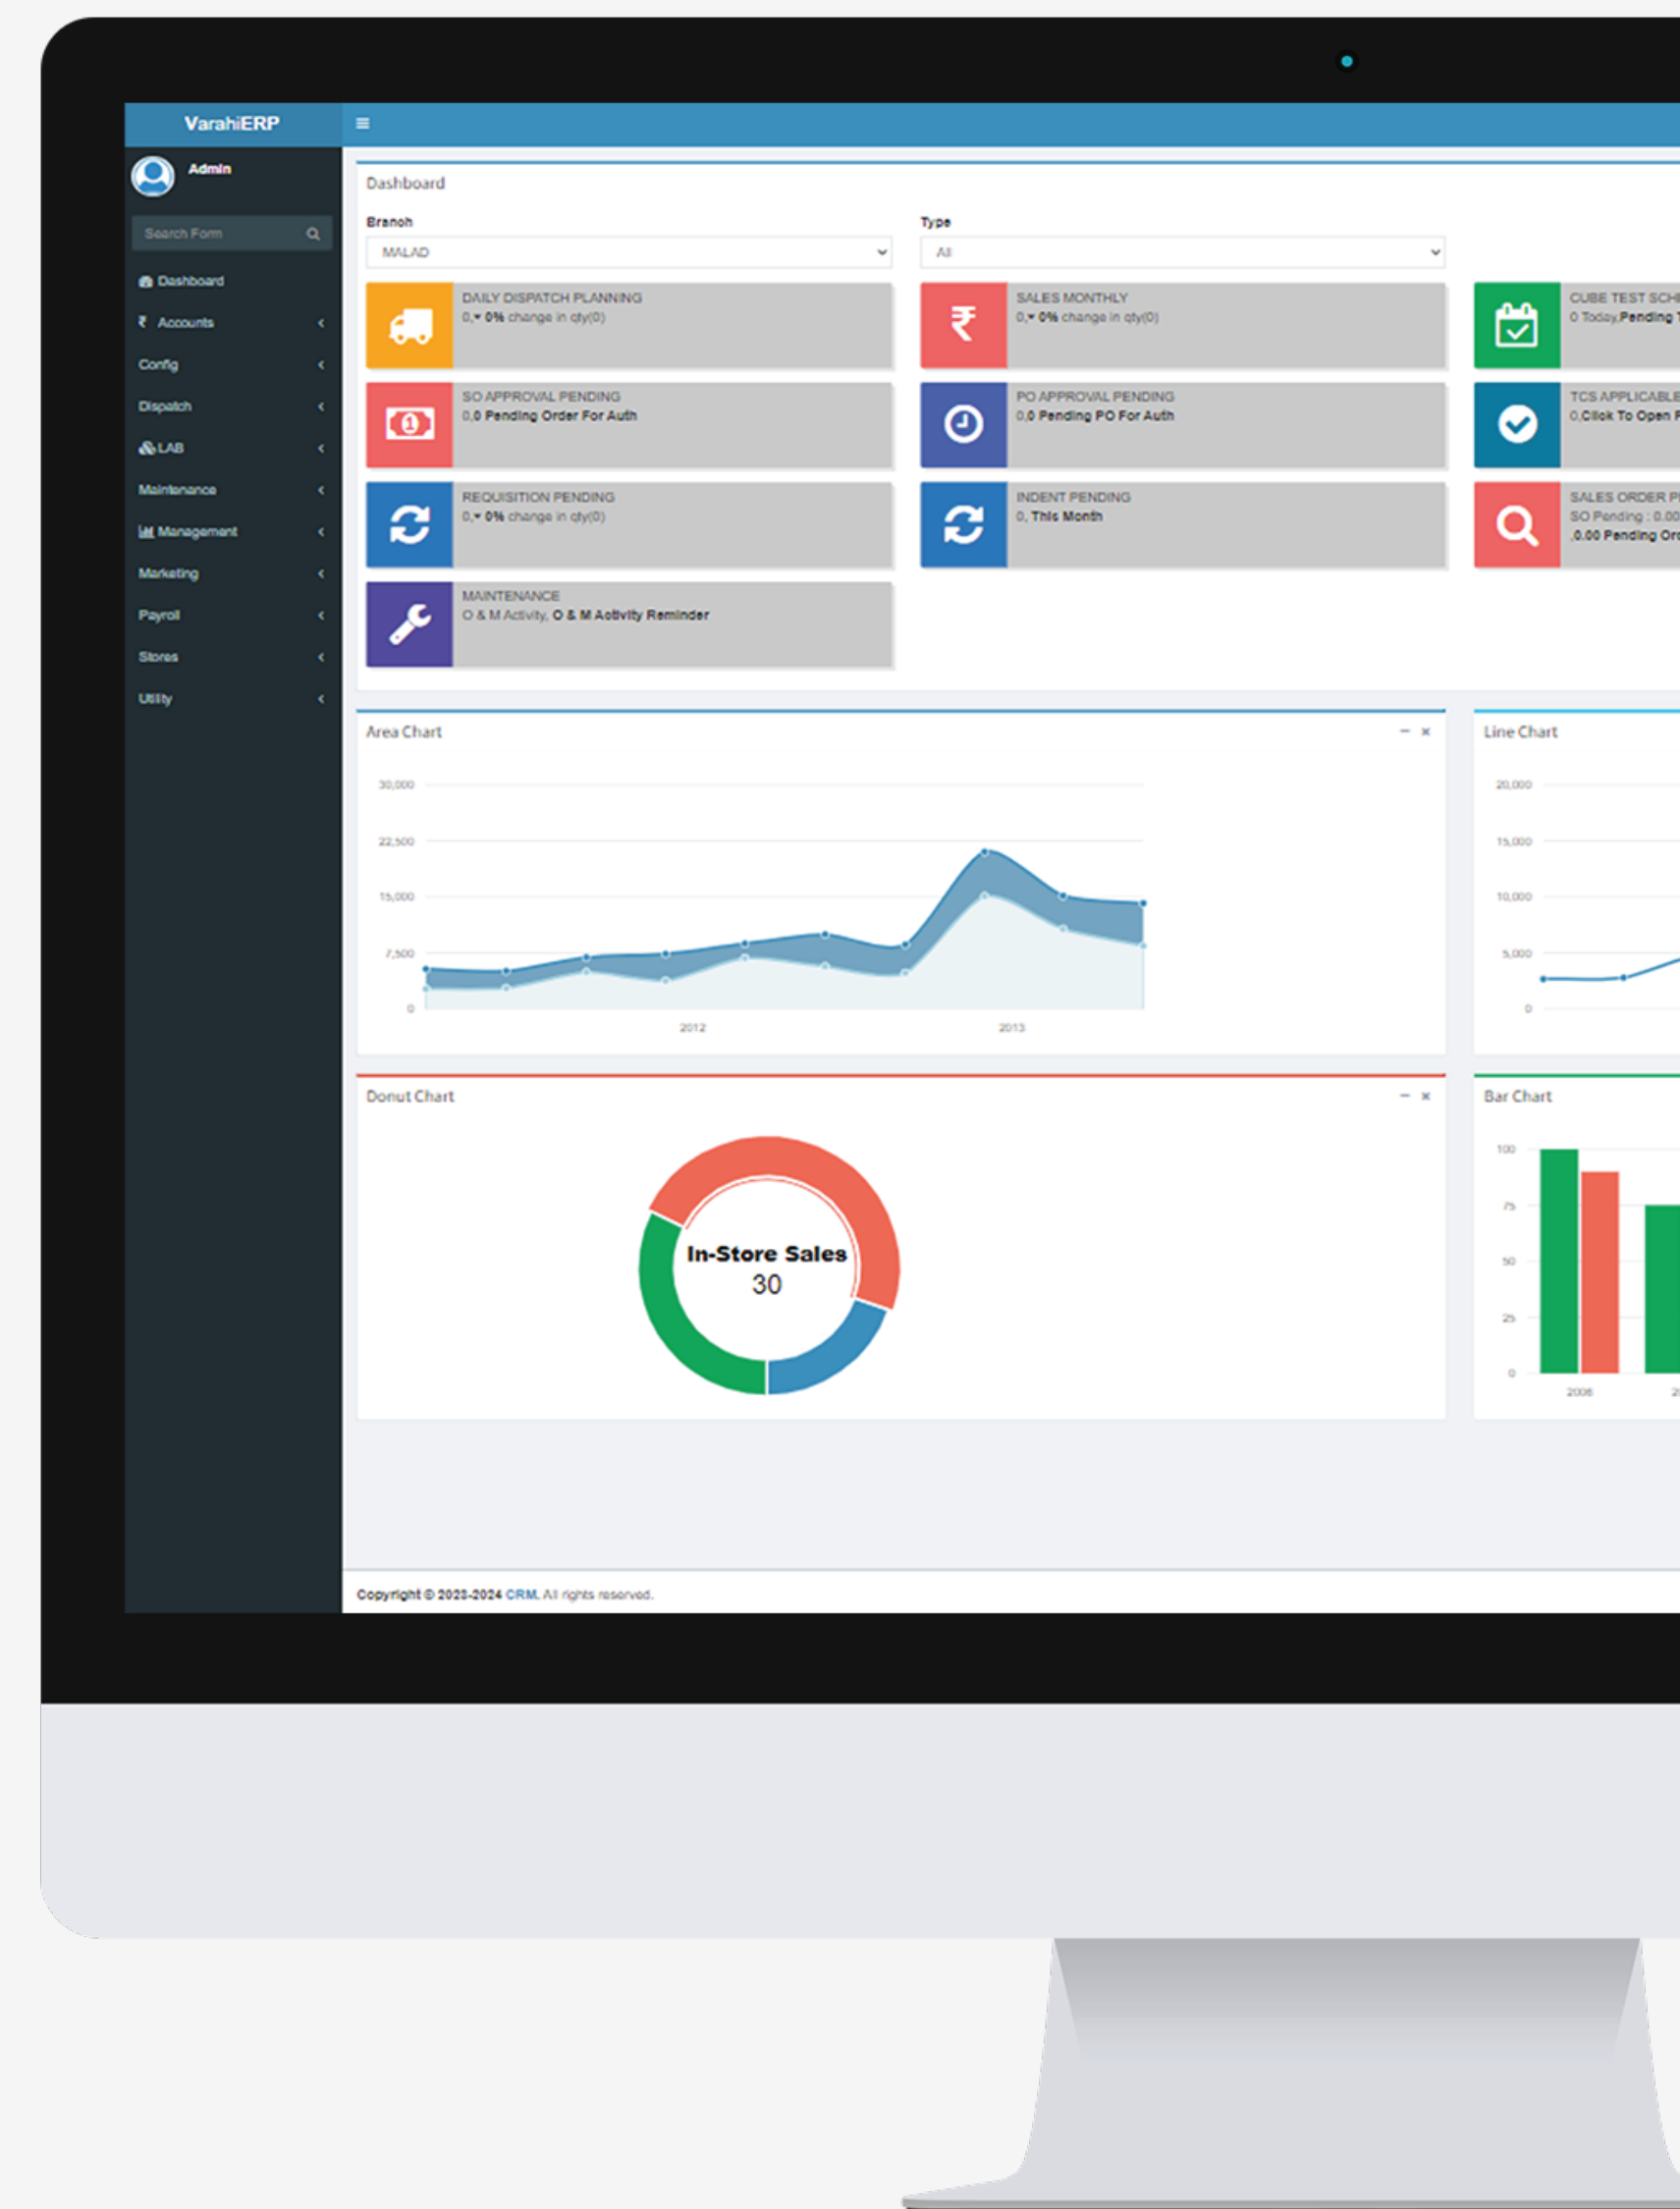 VarahiERP
Admin
Search Form
Dashboard
₹ Accounts
Config
Dispatch
LAB
Maintenance
Management
Marketing
Payroll
Stores
Utility
Dashboard
Branch
Type
MALAD
All
DAILY DISPATCH PLANNING
0, 0% change in qty(0)
SALES MONTHLY
0, 0% change in qty(0)
CUBE TEST SCH
0 Today,Pending
SO APPROVAL PENDING
0,0 Pending Order For Auth
PO APPROVAL PENDING
0,0 Pending PO For Auth
TCS APPLICABLE
0,Click To Open
REQUISITION PENDING
0, 0% change in qty(0)
INDENT PENDING
0, This Month
SALES ORDER
SO Pending : 0.00
,0.00 Pending
MAINTENANCE
O & M Activity, O & M Activity Reminder
Area Chart
30,000
22,500
15,000
7,500
0
2012
2013
Line Chart
20,000
15,000
10,000
5,000
0
Donut Chart
In-Store Sales
30
Bar Chart
100
75
50
25
0
2006
Copyright © 2023-2024 CRM. All rights reserved.